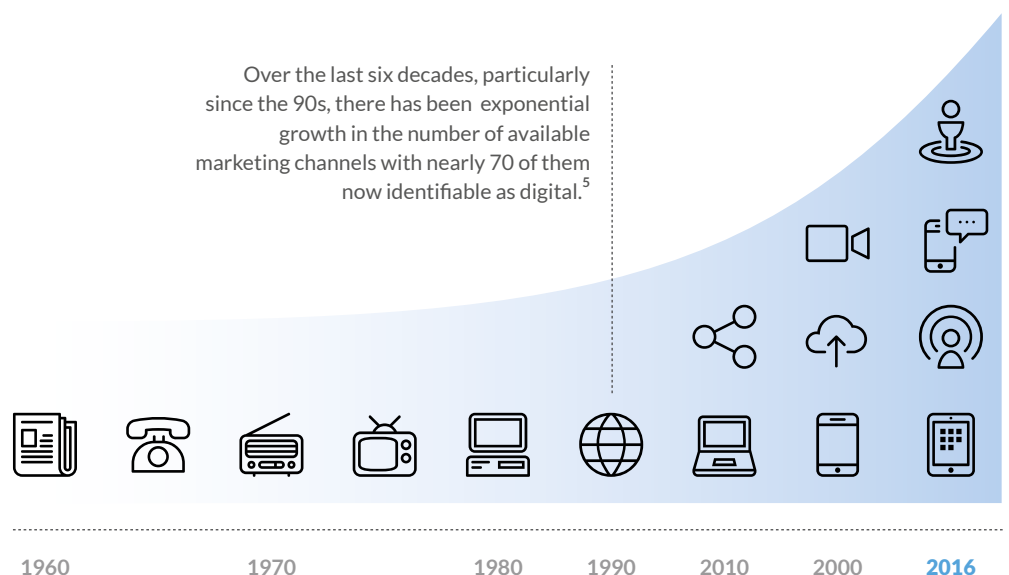 Over the last six decades, particularly
since the 90s, there has been exponential
growth in the number of available
marketing channels with nearly 70 of them
now identifiable as digital.5
1960 1970 1980 1990 2010 2000 2016